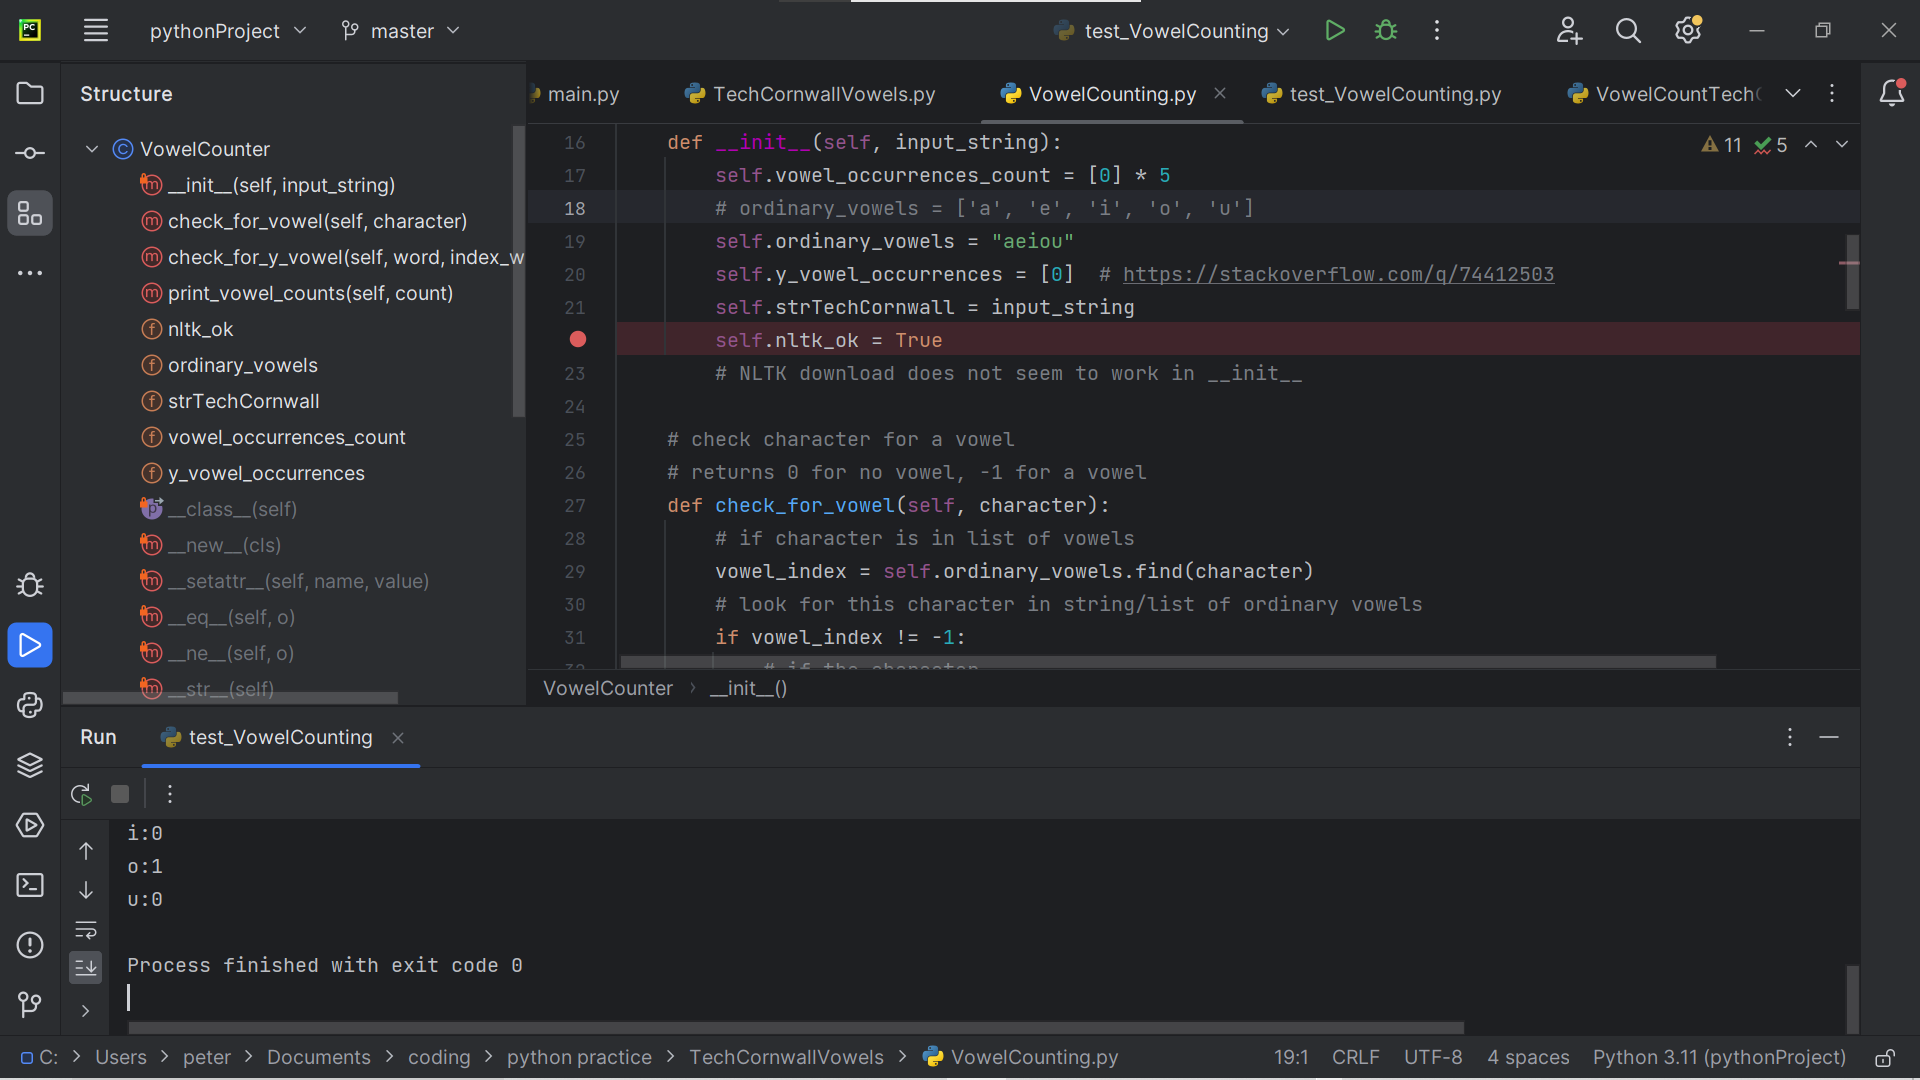 PC
pythonProject
master
test_VowelCounting
Structure
VowelCounter
__init__(self, input_string)
check_for_vowel(self, character)
check_for_y_vowel(self, word, index_w
print_vowel_counts(self, count)
nltk_ok
ordinary_vowels
strTechCornwall
vowel_occurrences_count
y_vowel_occurrences
__class__(self)
__new__(cls)
__setattr__(self, name, value)
__eq__(self, o)
__ne__(self, o)
__str__(self)
main.py
TechCornwallVowels.py
VowelCounting.py
test_VowelCounting.py
VowelCountTech
11 5
16 def __init__(self, input_string):
17 self.vowel_occurrences_count = [0] * 5
18 # ordinary_vowels = ['a', 'e', 'i', 'o', 'u']
19 self.ordinary_vowels = "aeiou"
20 self.y_vowel_occurrences = [0]  # https://stackoverflow.com/q/74412503
21 self.strTechCornwall = input_string
self.nltk_ok = True
23 # NLTK download does not seem to work in __init__
24
25 # check character for a vowel
26 # returns 0 for no vowel, -1 for a vowel
27 def check_for_vowel(self, character):
28 # if character is in list of vowels
29 vowel_index = self.ordinary_vowels.find(character)
30 # look for this character in string/list of ordinary vowels
31 if vowel_index != -1:
32 # if the character
VowelCounter › __init__()
Run
test_VowelCounting
i:0
o:1
u:0
Process finished with exit code 0
C: > Users > peter > Documents > coding > python practice > TechCornwallVowels > VowelCounting.py
19:1 CRLF UTF-8 4 spaces Python 3.11 (pythonProject)